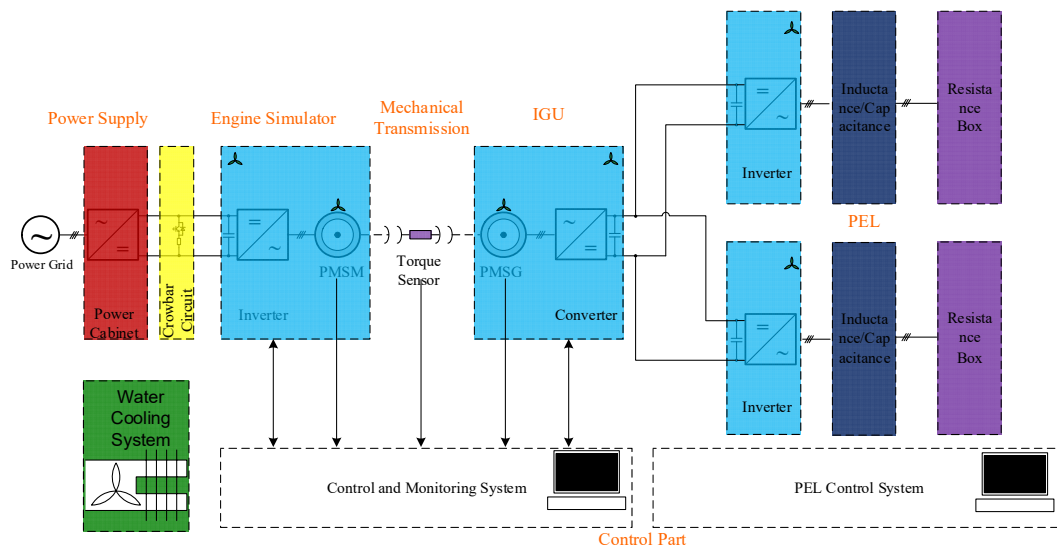 Power Supply
Engine Simulator
Mechanical
Transmission
IGU
Power Grid
Power
Cabinet
Crowbar
Circuit
PMSM
Inverter
Torque
Sensor
PMSG
Converter
Inverter
Inducta
nce/Cap
acitance
Resista
nce
Box
PEL
Inverter
Inducta
nce/Cap
acitance
Resista
nce
Box
Water
Cooling
System
Control and Monitoring System
PEL Control System
Control Part